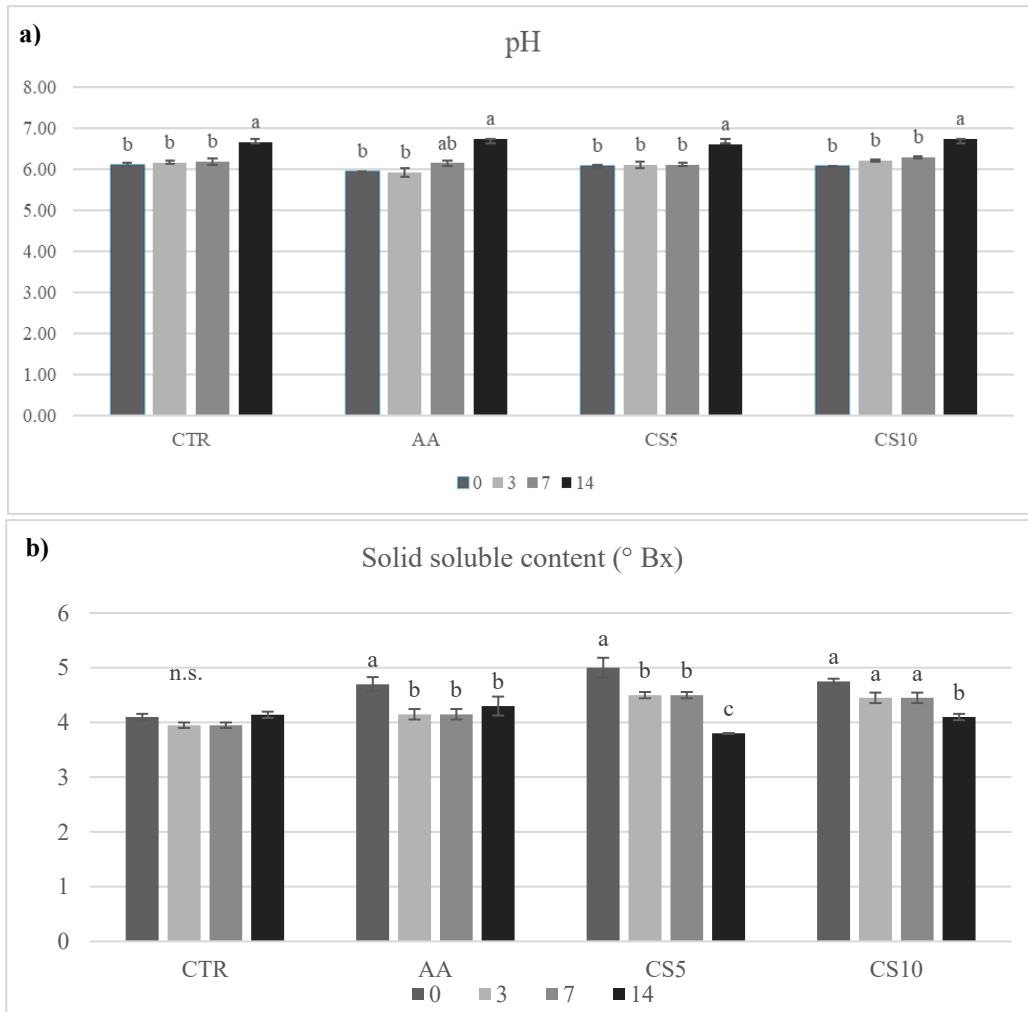 a)
pH
8.00
7.00
6.00
5.00
4.00
3.00
2.00
1.00
0.00
b b b a
b b ab a
b b b a
b b b a
CTR AA CS5 CS10
0 3 7 14
b)
Solid soluble content (° Bx)
6
5
4
3
2
1
0
n.s.
a b b b
a b b c
a a a b
CTR AA CS5 CS10
0 3 7 14